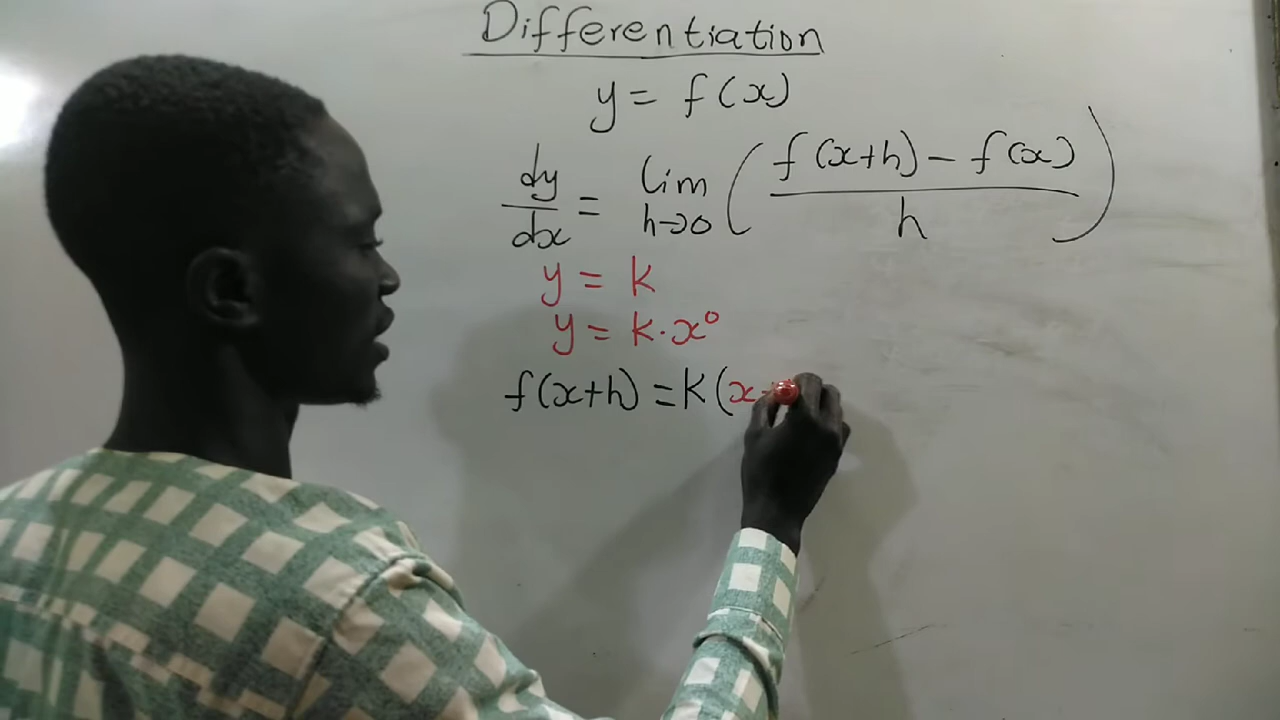 Differentiation
y = f(x)
dy/dx = lim h→0 ( f(x+h) − f(x) / h )
y = k
y = k·x⁰
f(x+h) = k(x